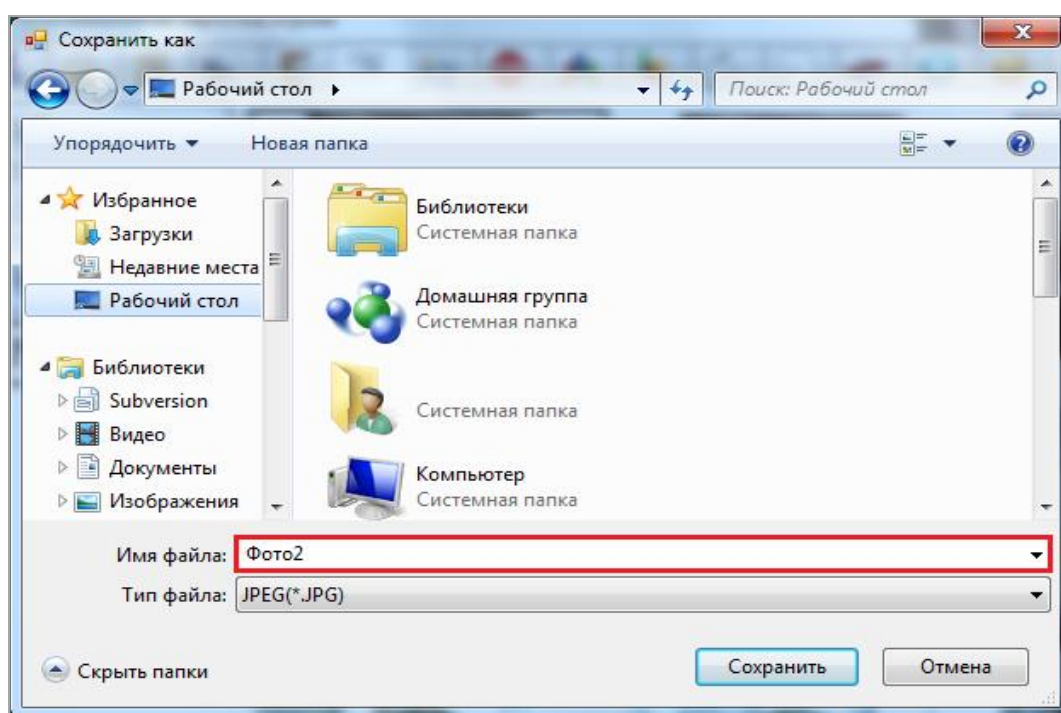 Сохранить как
Рабочий стол
Поиск: Рабочий стол
Упорядочить
Новая папка
Избранное
Загрузки
Недавние места
Рабочий стол
Библиотеки
Subversion
Видео
Документы
Изображения
Библиотеки
Системная папка
Домашняя группа
Системная папка
Системная папка
Компьютер
Системная папка
Имя файла: Фото2
Тип файла: JPEG(*.JPG)
Скрыть папки
Сохранить
Отмена